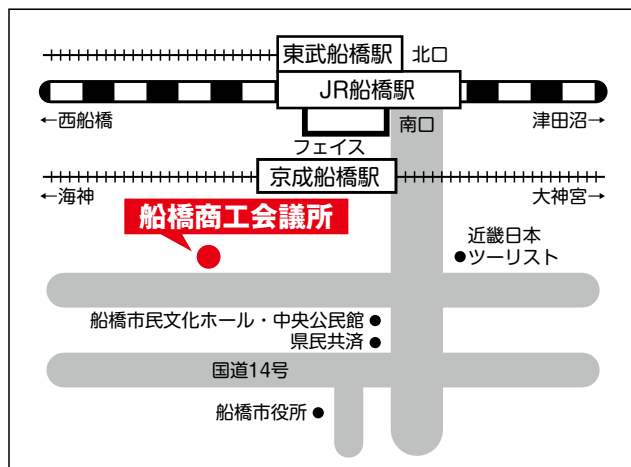 東武船橋駅
北口
JR船橋駅
←西船橋
南口
津田沼→
フェイス
京成船橋駅
←海神
大神宮→
船橋商工会議所
近畿日本
●ツーリスト
船橋市民文化ホール・中央公民館●
県民共済●
国道14号
船橋市役所●